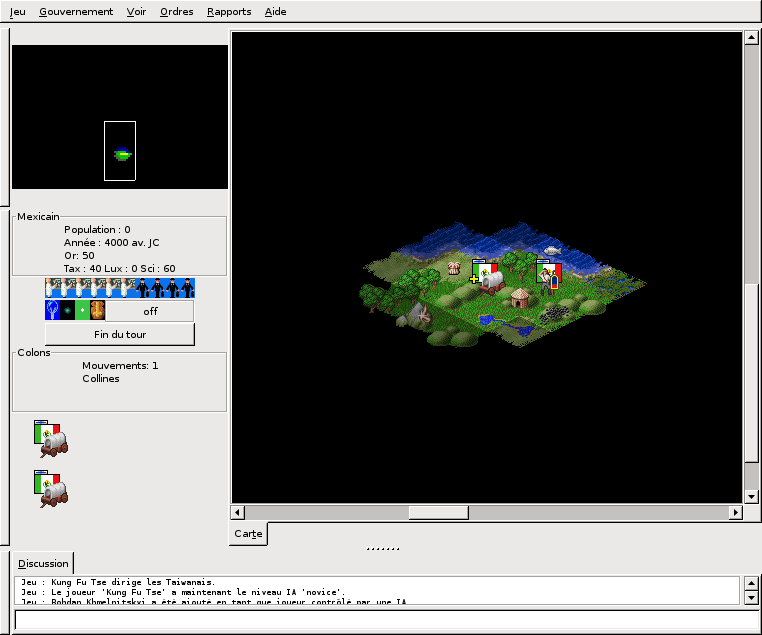 Jeu Gouvernement Voir Ordres Rapports Aide
Mexicain
Population : 0
Année : 4000 av. JC
Or: 50
Tax : 40 Lux : 0 Sci : 60
off
Fin du tour
Colons
Mouvements: 1
Collines
Carte
Discussion
Jeu : Kung Fu Tse dirige les Taiwanais.
Jeu : Le joueur 'Kung Fu Tse' a maintenant le niveau IA 'novice'.
Jeu : Bohdan Khmelnitskyi a été ajouté en tant que joueur contrôlé par une IA